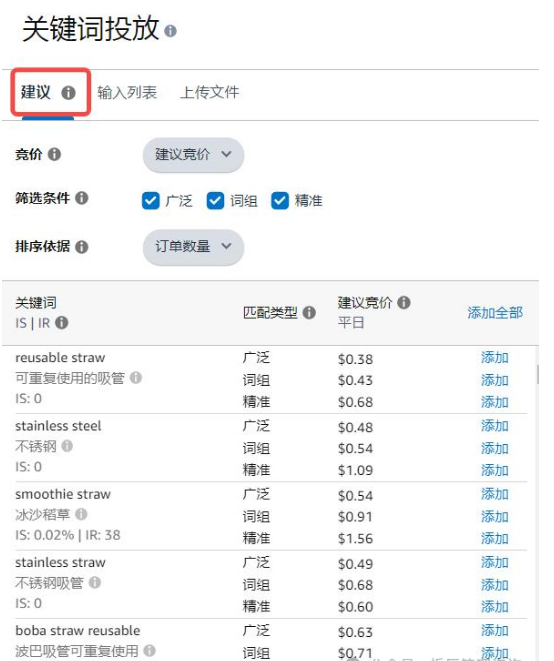 关键词投放
建议 输入列表 上传文件
竞价 建议竞价
筛选条件 广泛 词组 精准
排序依据 订单数量
关键词 匹配类型 建议竞价 添加全部
IS | IR 平日
reusable straw 广泛 $0.38 添加
可重复使用的吸管 词组 $0.43 添加
IS: 0 精准 $0.68 添加
stainless steel 广泛 $0.48 添加
不锈钢 词组 $0.54 添加
IS: 0 精准 $1.09 添加
smoothie straw 广泛 $0.54 添加
冰沙稻草 词组 $0.91 添加
IS: 0.02% | IR: 38 精准 $1.56 添加
stainless straw 广泛 $0.49 添加
不锈钢吸管 词组 $0.68 添加
IS: 0 精准 $0.60 添加
boba straw reusable 广泛 $0.63 添加
波巴吸管可重复使用 词组 $0.71 添加